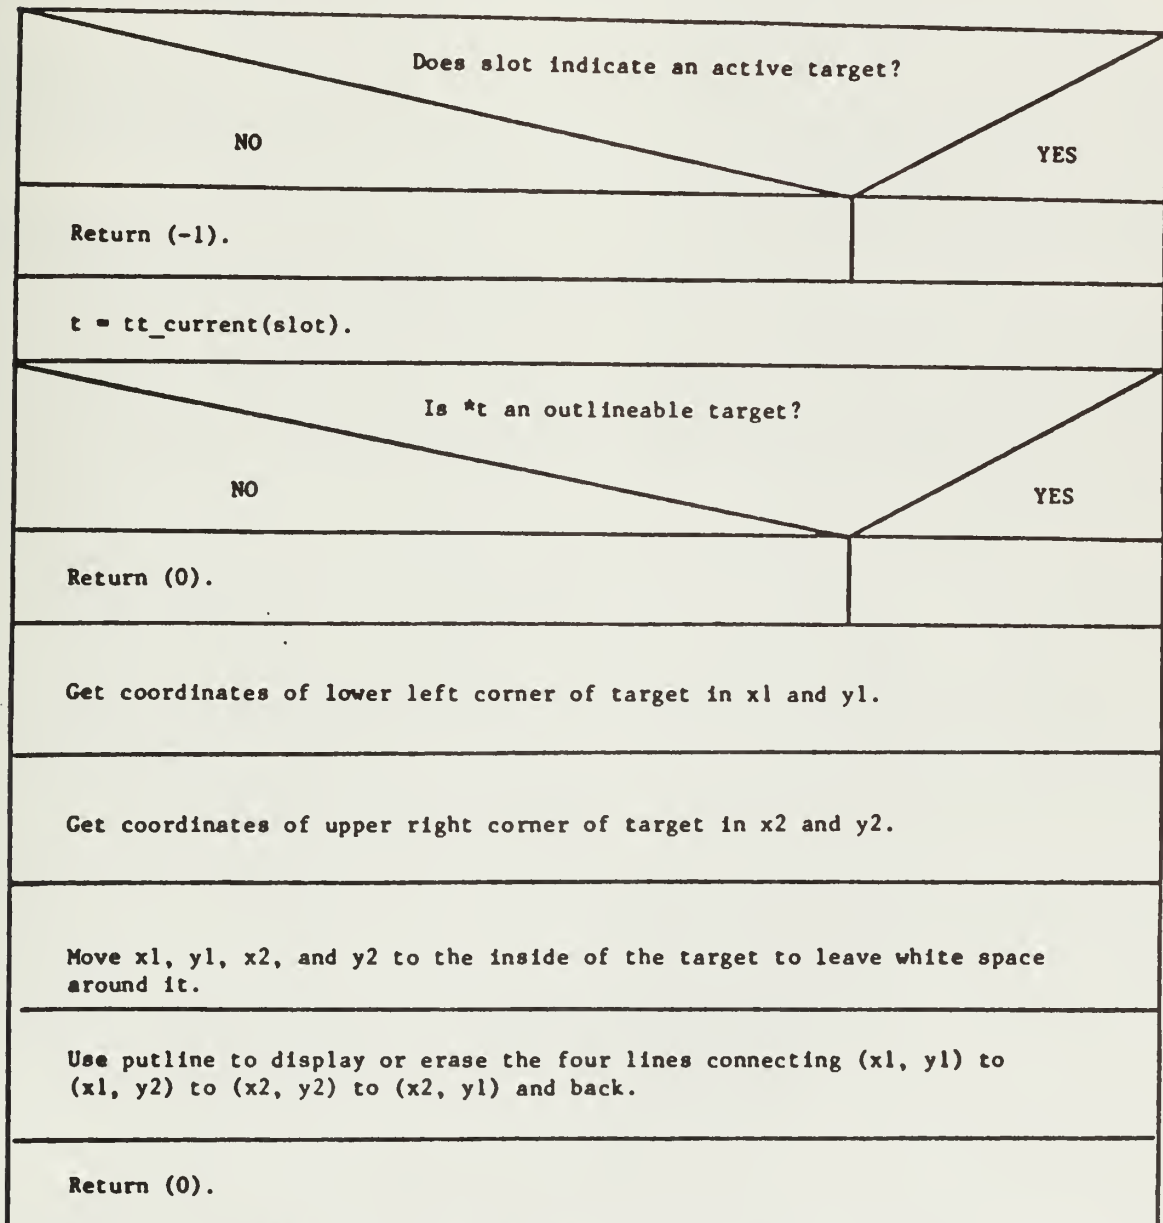 Does slot indicate an active target?
NO
YES
Return (-1).
t = tt_current(slot).
Is *t an outlineable target?
NO
YES
Return (0).
Get coordinates of lower left corner of target in x1 and y1.
Get coordinates of upper right corner of target in x2 and y2.
Move x1, y1, x2, and y2 to the inside of the target to leave white space
around it.
Use putline to display or erase the four lines connecting (x1, y1) to
(x1, y2) to (x2, y2) to (x2, y1) and back.
Return (0).